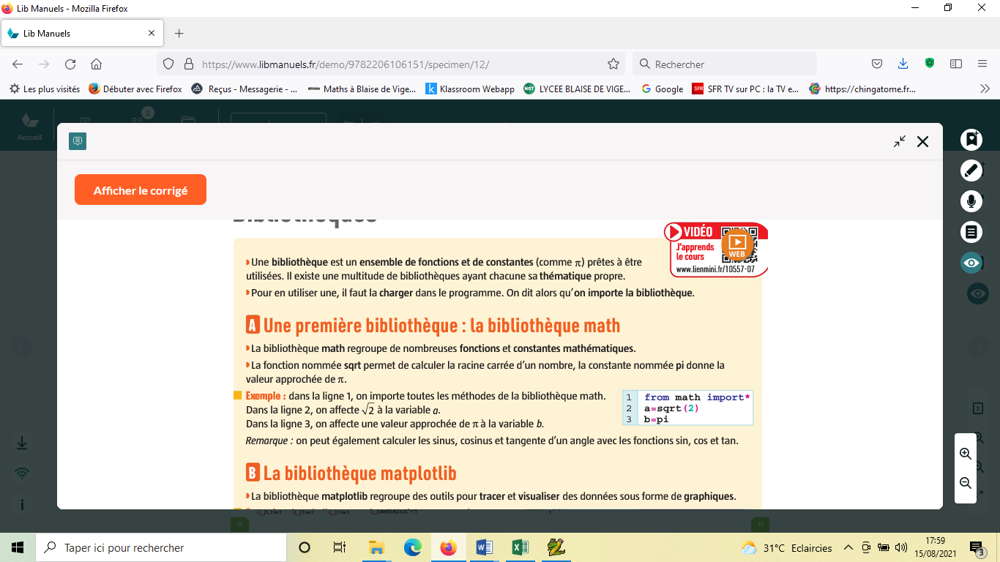 Lib Manuels - Mozilla Firefox
Lib Manuels
https://www.libmanuels.fr/demo/9782206106151/specimen/12/
Rechercher
Les plus visités
Débuter avec Firefox
Reçus - Messagerie - ...
Maths à Blaise de Vige...
Klassroom Webapp
LYCEE BLAISE DE VIGE...
Google
SFR TV sur PC : la TV e...
https://chingatome.fr...
2
Accueil
Afficher le corrigé
Bibliothèques
VIDÉO
J'apprends
le cours
WEB
www.lienmini.fr/10557-07
Une bibliothèque est un ensemble de fonctions et de constantes (comme π) prêtes à être
utilisées. Il existe une multitude de bibliothèques ayant chacune sa thématique propre.
Pour en utiliser une, il faut la charger dans le programme. On dit alors qu'on importe la bibliothèque.
A Une première bibliothèque : la bibliothèque math
La bibliothèque math regroupe de nombreuses fonctions et constantes mathématiques.
La fonction nommée sqrt permet de calculer la racine carrée d'un nombre, la constante nommée pi donne la
valeur approchée de π.
Exemple : dans la ligne 1, on importe toutes les méthodes de la bibliothèque math.
Dans la ligne 2, on affecte √2 à la variable a.
Dans la ligne 3, on affecte une valeur approchée de π à la variable b.
1 from math import*
2 a=sqrt(2)
3 b=pi
Remarque : on peut également calculer les sinus, cosinus et tangente d'un angle avec les fonctions sin, cos et tan.
B La bibliothèque matplotlib
La bibliothèque matplotlib regroupe des outils pour tracer et visualiser des données sous forme de graphiques.
12
12
1
Taper ici pour rechercher
31°C Eclaircies
17:59
15/08/2021
3